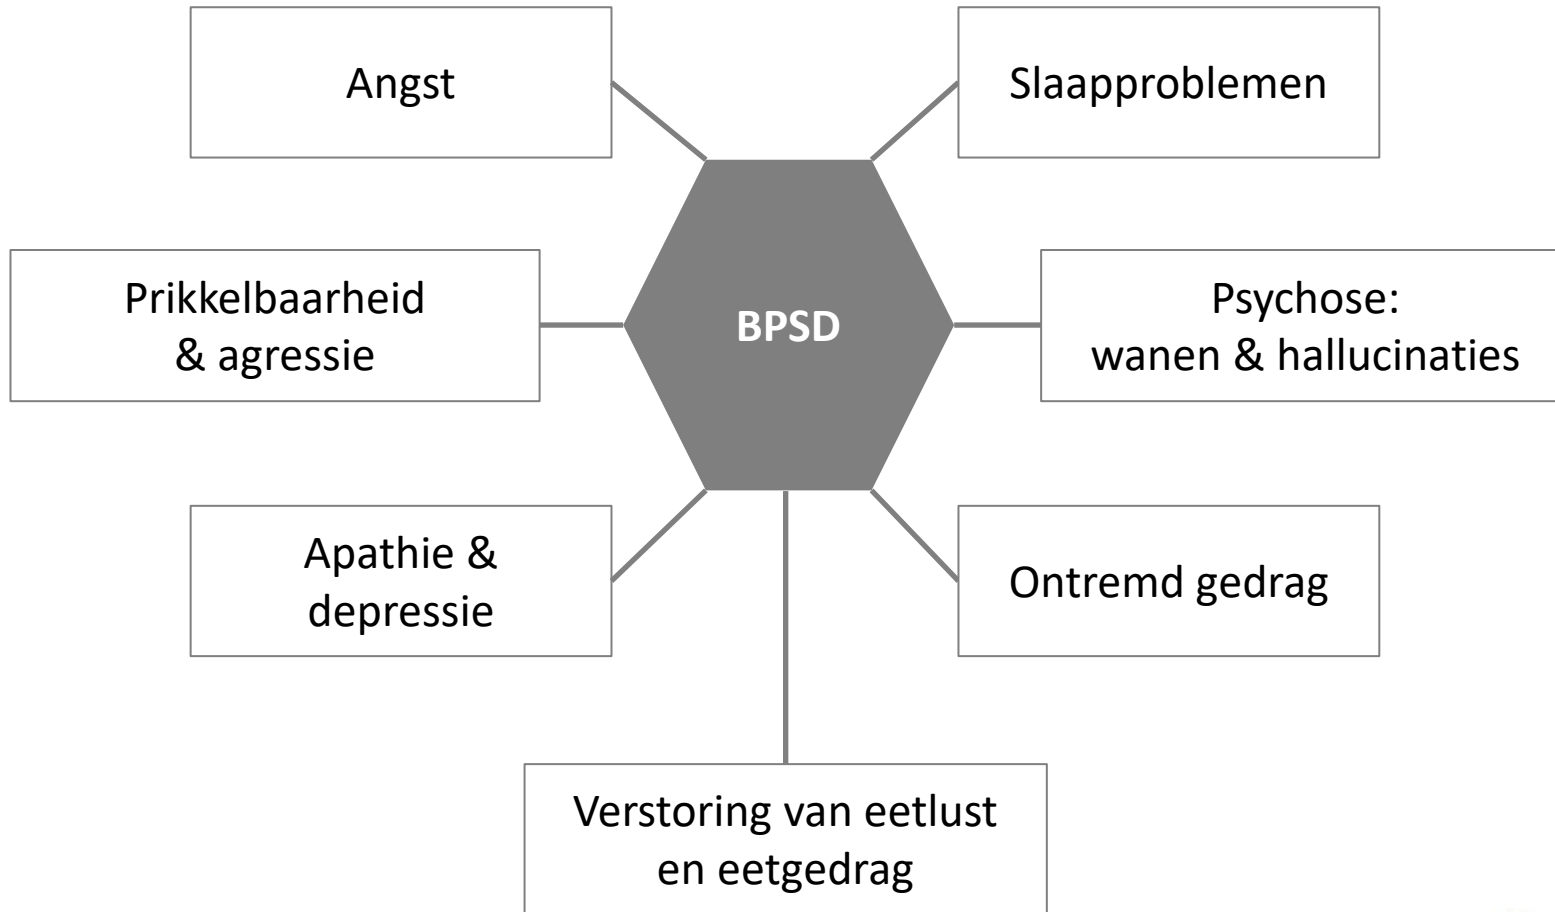 Angst
Slaapproblemen
Prikkelbaarheid
& agressie
BPSD
Psychose:
wanen & hallucinaties
Apathie &
depressie
Ontremd gedrag
Verstoring van eetlust
en eetgedrag